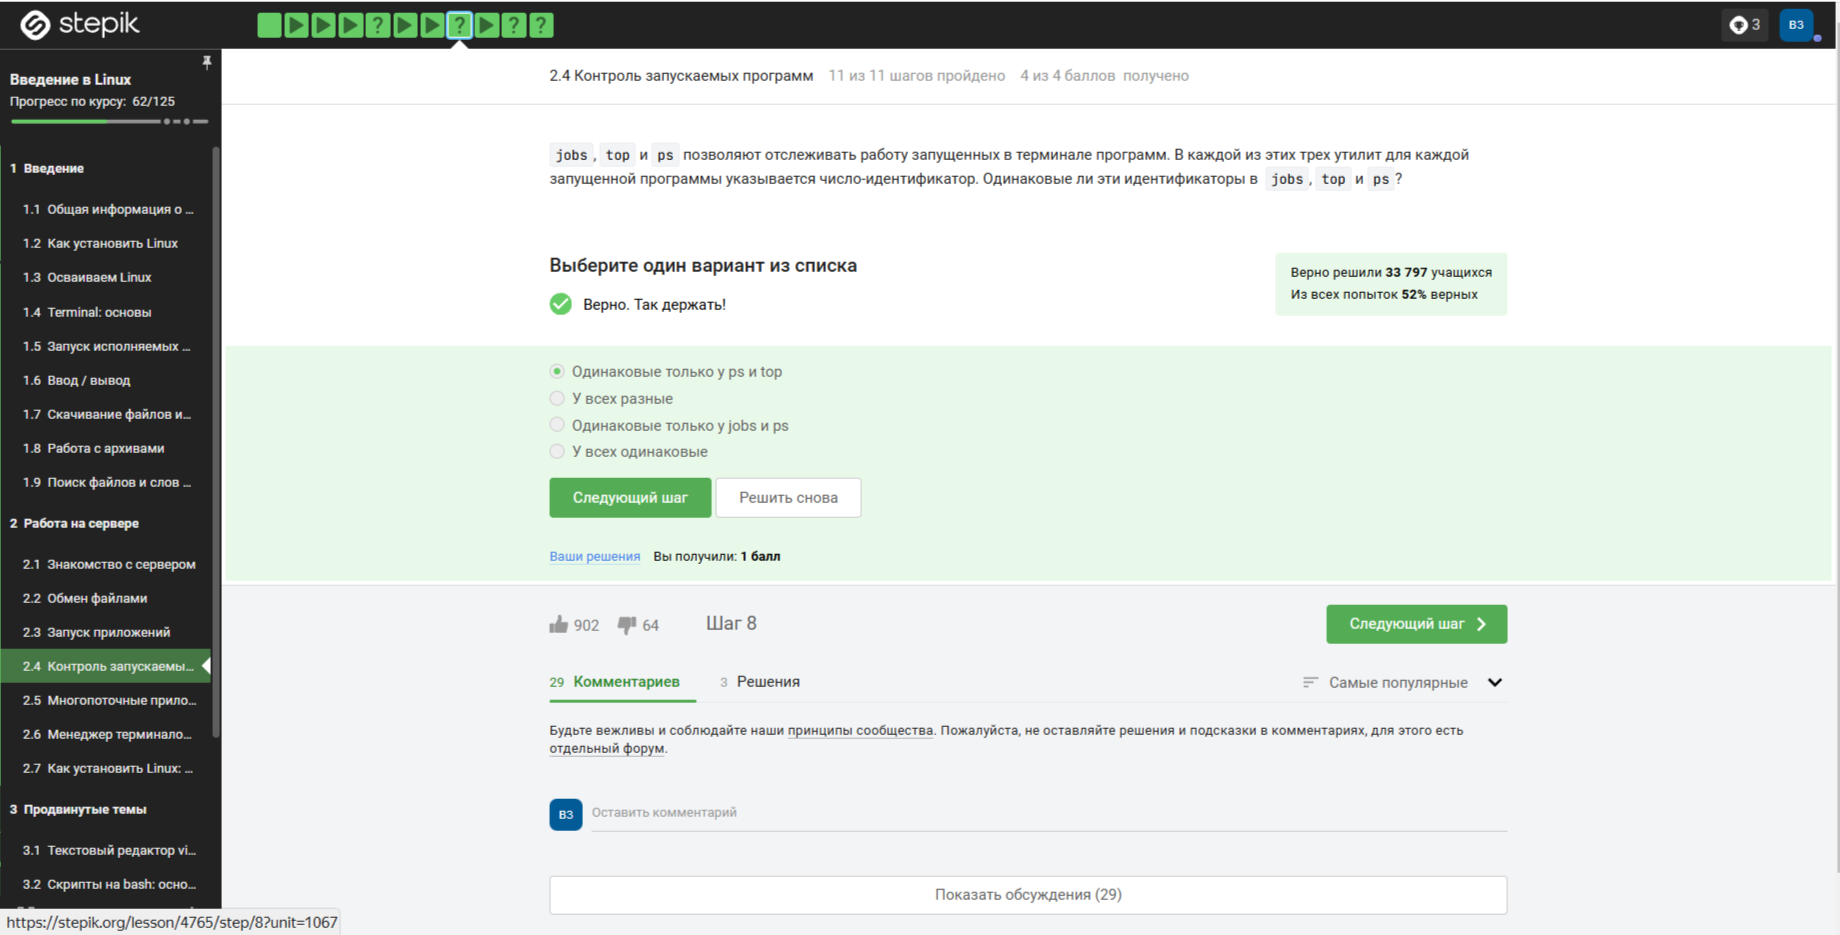 stepik
? ? ? ?
3
ВЗ
Введение в Linux
Прогресс по курсу: 62/125
1 Введение
1.1 Общая информация о ...
1.2 Как установить Linux
1.3 Осваиваем Linux
1.4 Terminal: основы
1.5 Запуск исполняемых ...
1.6 Ввод / вывод
1.7 Скачивание файлов и...
1.8 Работа с архивами
1.9 Поиск файлов и слов ...
2 Работа на сервере
2.1 Знакомство с сервером
2.2 Обмен файлами
2.3 Запуск приложений
2.4 Контроль запускаемы...
2.5 Многопоточные прило...
2.6 Менеджер терминало...
2.7 Как установить Linux: ...
3 Продвинутые темы
3.1 Текстовый редактор vi...
3.2 Скрипты на bash: осно...
https://stepik.org/lesson/4765/step/8?unit=1067
2.4 Контроль запускаемых программ 11 из 11 шагов пройдено 4 из 4 баллов получено
jobs , top и ps позволяют отслеживать работу запущенных в терминале программ. В каждой из этих трех утилит для каждой
запущенной программы указывается число-идентификатор. Одинаковые ли эти идентификаторы в jobs , top и ps ?
Выберите один вариант из списка
Верно. Так держать!
Верно решили 33 797 учащихся
Из всех попыток 52% верных
Одинаковые только у ps и top
У всех разные
Одинаковые только у jobs и ps
У всех одинаковые
Следующий шаг Решить снова
Ваши решения Вы получили: 1 балл
902 64 Шаг 8 Следующий шаг
29 Комментариев 3 Решения Самые популярные
Будьте вежливы и соблюдайте наши принципы сообщества. Пожалуйста, не оставляйте решения и подсказки в комментариях, для этого есть
отдельный форум.
ВЗ Оставить комментарий
Показать обсуждения (29)